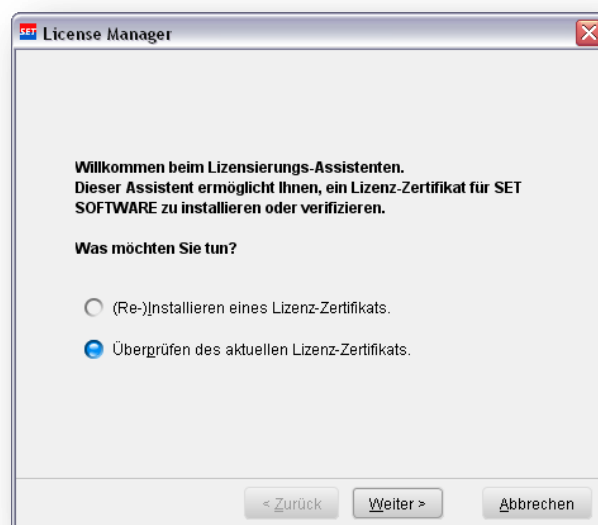 SET License Manager
Willkommen beim Lizensierungs-Assistenten.
Dieser Assistent ermöglicht Ihnen, ein Lizenz-Zertifikat für SET
SOFTWARE zu installieren oder verifizieren.
Was möchten Sie tun?
(Re-)Installieren eines Lizenz-Zertifikats.
Überprüfen des aktuellen Lizenz-Zertifikats.
< Zurück Weiter > Abbrechen